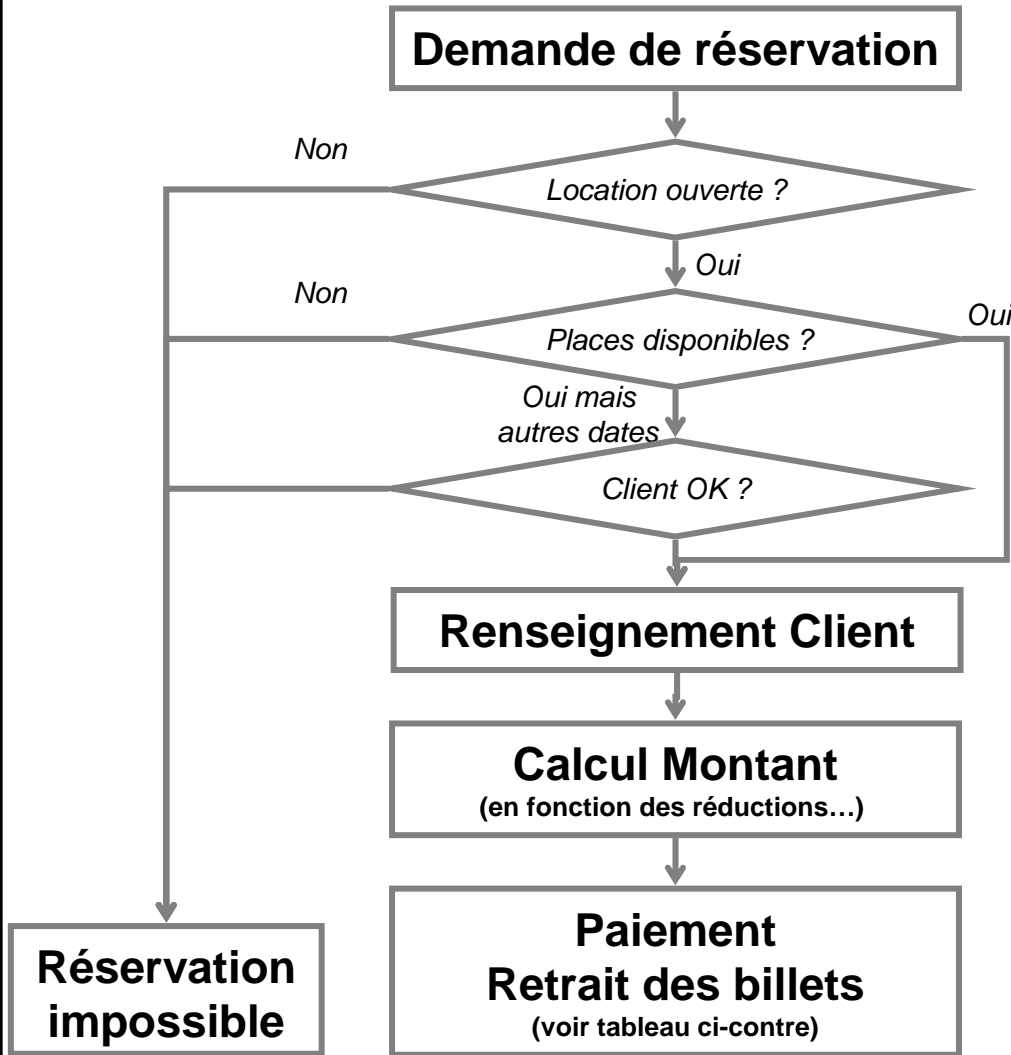 Demande de réservation
Non
Location ouverte ?
Oui
Non
Oui
Places disponibles ?
Oui mais
autres dates
Client OK ?
Renseignement Client
Calcul Montant
(en fonction des réductions…)
Paiement
Retrait des billets
(voir tableau ci-contre)
Réservation
impossible